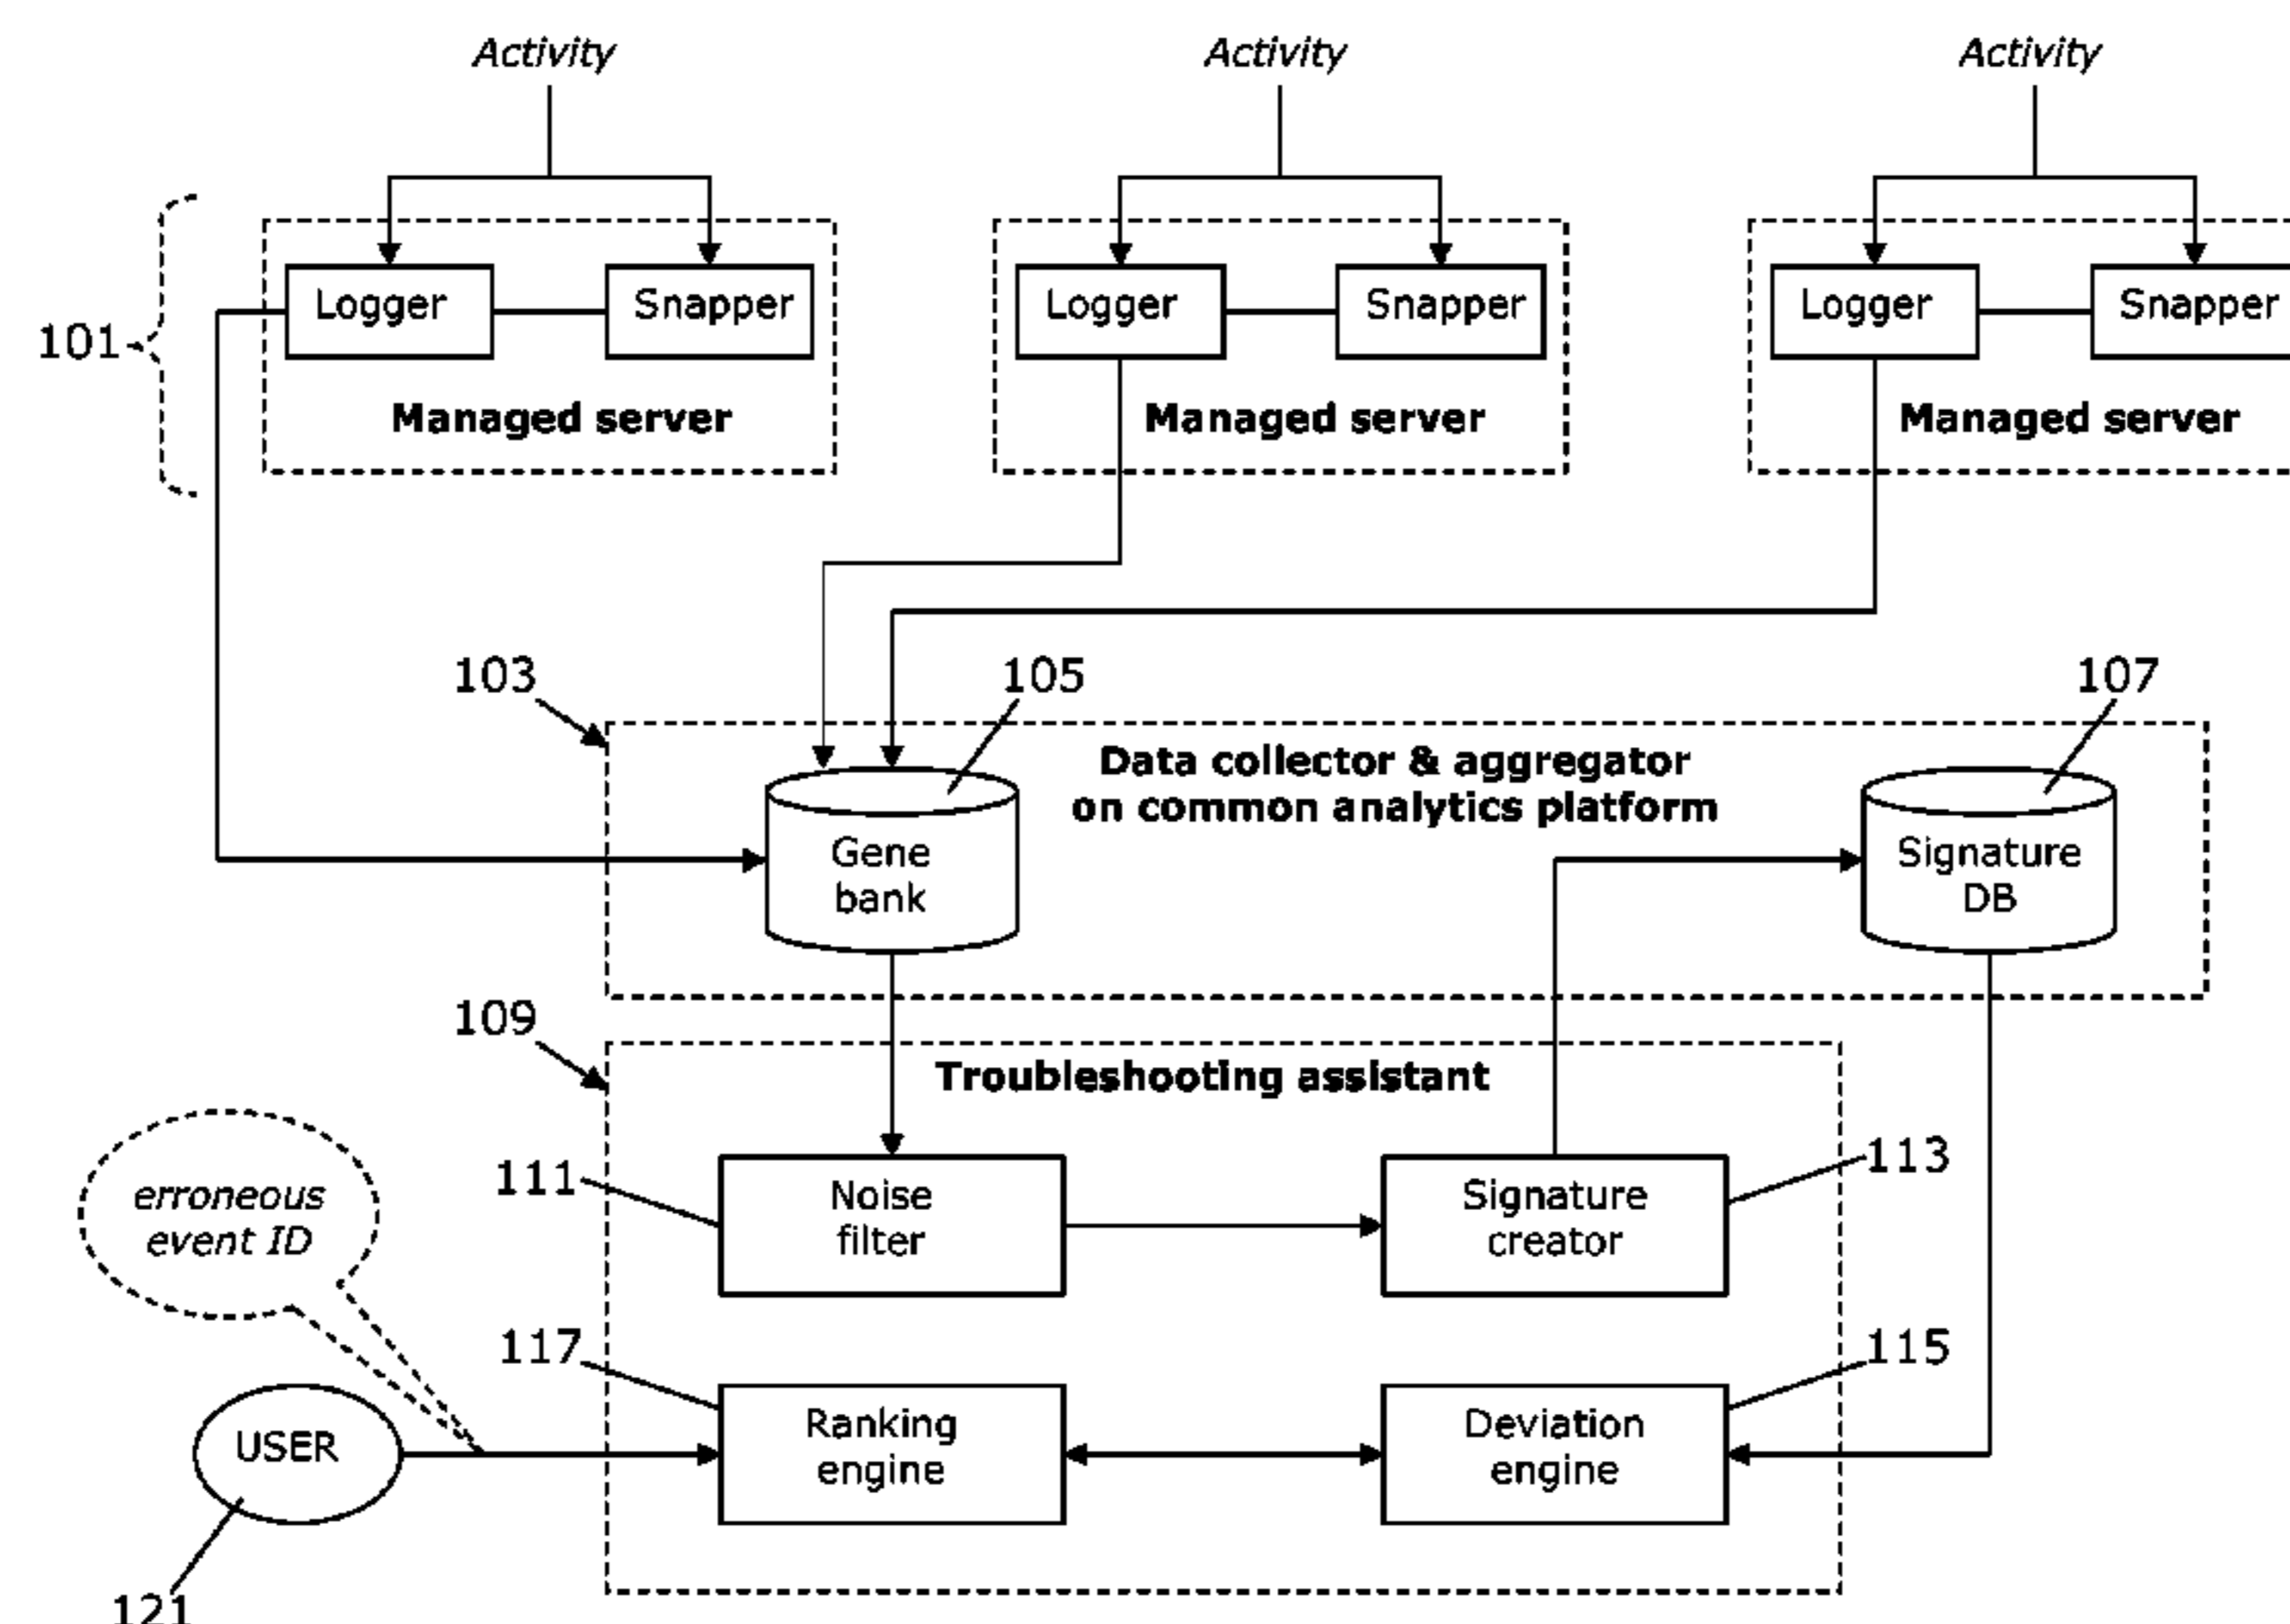 Activity
Activity
Activity
Logger
Snapper
Logger
Snapper
Logger
Snapper
101
Managed server
Managed server
Managed server
103
105
107
Data collector & aggregator
on common analytics platform
Gene
bank
Signature
DB
109
Troubleshooting assistant
erroneous
event ID
111
Noise
filter
Signature
creator
113
117
115
USER
Ranking
engine
Deviation
engine
121